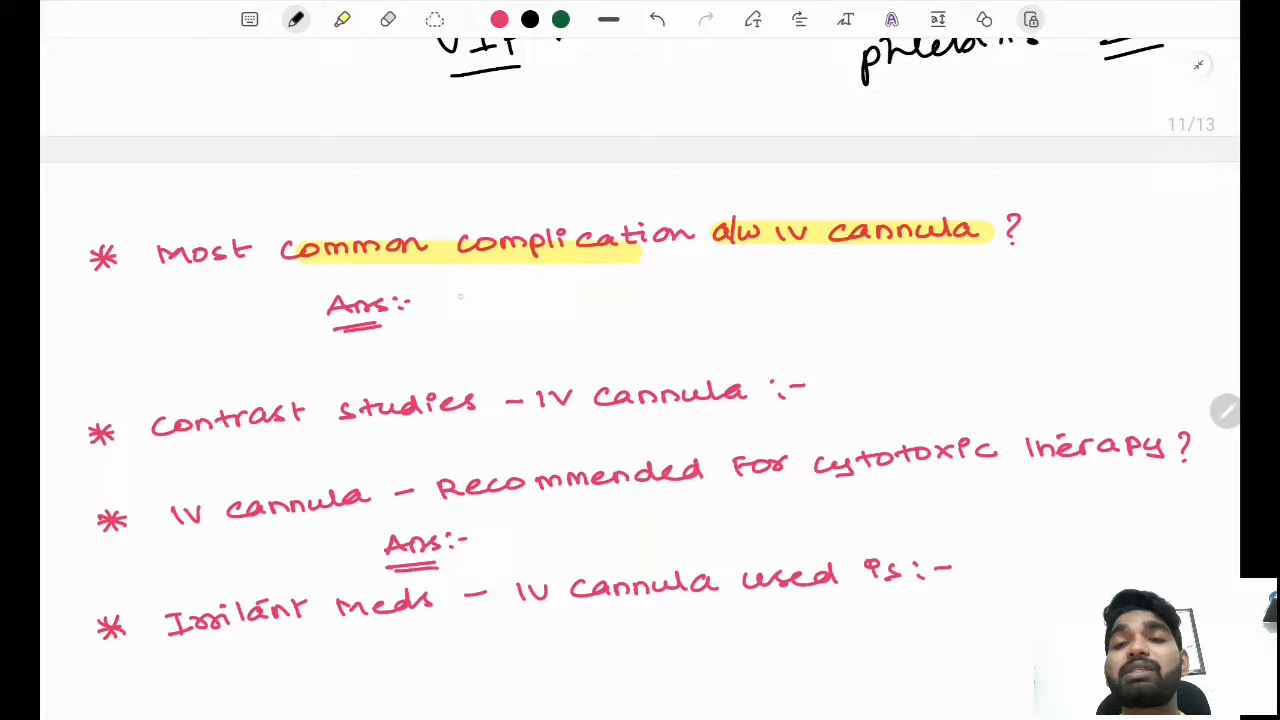 VIP
11/13
* Most common complication a/w IV cannula ?
Ans:-
* Contrast studies - IV cannula :-
* IV cannula - Recommended For cytotoxic therapy?
Ans:-
* Irritant Meds - IV cannula used is:-